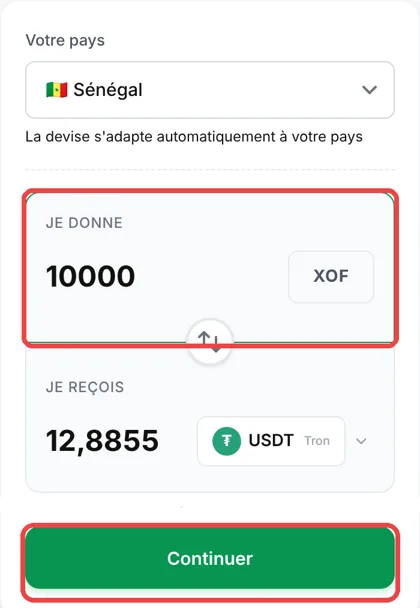 Votre pays
Sénégal
La devise s'adapte automatiquement à votre pays
JE DONNE
10000
XOF
JE REÇOIS
12,8855
USDT Tron
Continuer